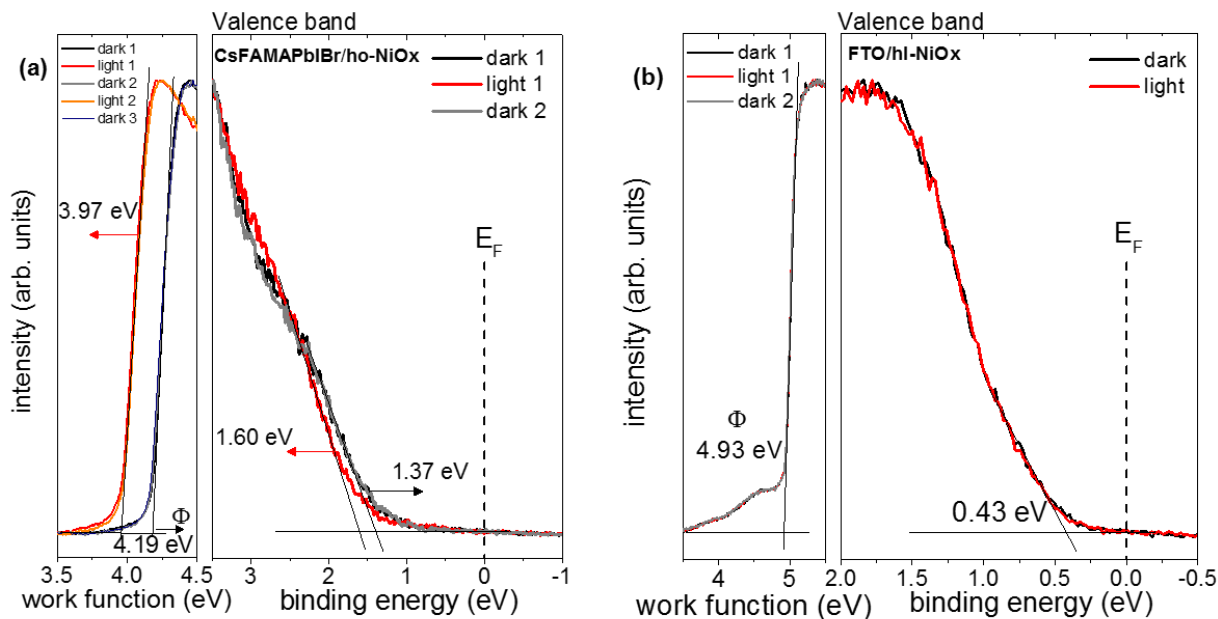 Valence band
(a)
dark 1
light 1
dark 2
light 2
dark 3
CsFAMAPbIBr/ho-NiOx
dark 1
light 1
dark 2
3.97 eV
E_F
1.60 eV
1.37 eV
Φ
4.19 eV
intensity (arb. units)
3.5 4.0 4.5
3 2 1 0 -1
work function (eV)
binding energy (eV)
Valence band
(b)
dark 1
light 1
dark 2
FTO/hl-NiOx
dark
light
E_F
Φ
4.93 eV
0.43 eV
intensity (arb. units)
4 5
2.0 1.5 1.0 0.5 0.0 -0.5
work function (eV)
binding energy (eV)